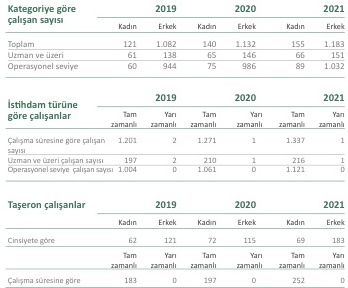 Kategoriye göre 2019 2020 2021
çalışan sayısı
Kadın Erkek Kadın Erkek Kadın Erkek
Toplam 121 1.082 140 1.132 155 1.183
Uzman ve üzeri 61 138 65 146 66 151
Operasyonel seviye 60 944 75 986 89 1.032
İstihdam türüne 2019 2020 2021
göre çalışanlar
Tam Yarı Tam Yarı Tam Yarı
zamanlı zamanlı zamanlı zamanlı zamanlı zamanlı
Çalışma süresine göre çalışan 1.201 2 1.271 1 1.337 1
sayısı
Uzman ve üzeri çalışan sayısı 197 2 210 1 216 1
Operasyonel seviye çalışan sayısı 1.004 0 1.061 0 1.121 0
Taşeron çalışanlar 2019 2020 2021
Kadın Erkek Kadın Erkek Kadın Erkek
Cinsiyete göre 62 121 72 115 69 183
Tam Yarı Tam Yarı Tam Yarı
zamanlı zamanlı zamanlı zamanlı zamanlı zamanlı
Çalışma süresine göre 183 0 197 0 252 0